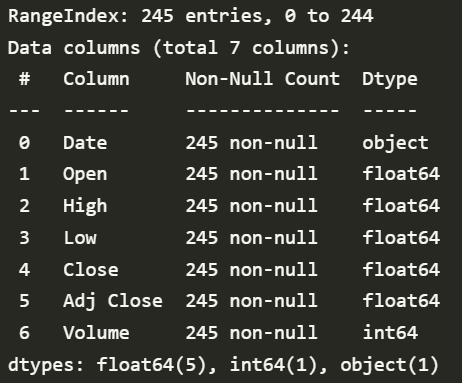 RangeIndex: 245 entries, 0 to 244
Data columns (total 7 columns):
 #   Column     Non-Null Count  Dtype
---  ------     --------------  -----
 0   Date       245 non-null    object
 1   Open       245 non-null    float64
 2   High       245 non-null    float64
 3   Low        245 non-null    float64
 4   Close      245 non-null    float64
 5   Adj Close  245 non-null    float64
 6   Volume     245 non-null    int64
dtypes: float64(5), int64(1), object(1)